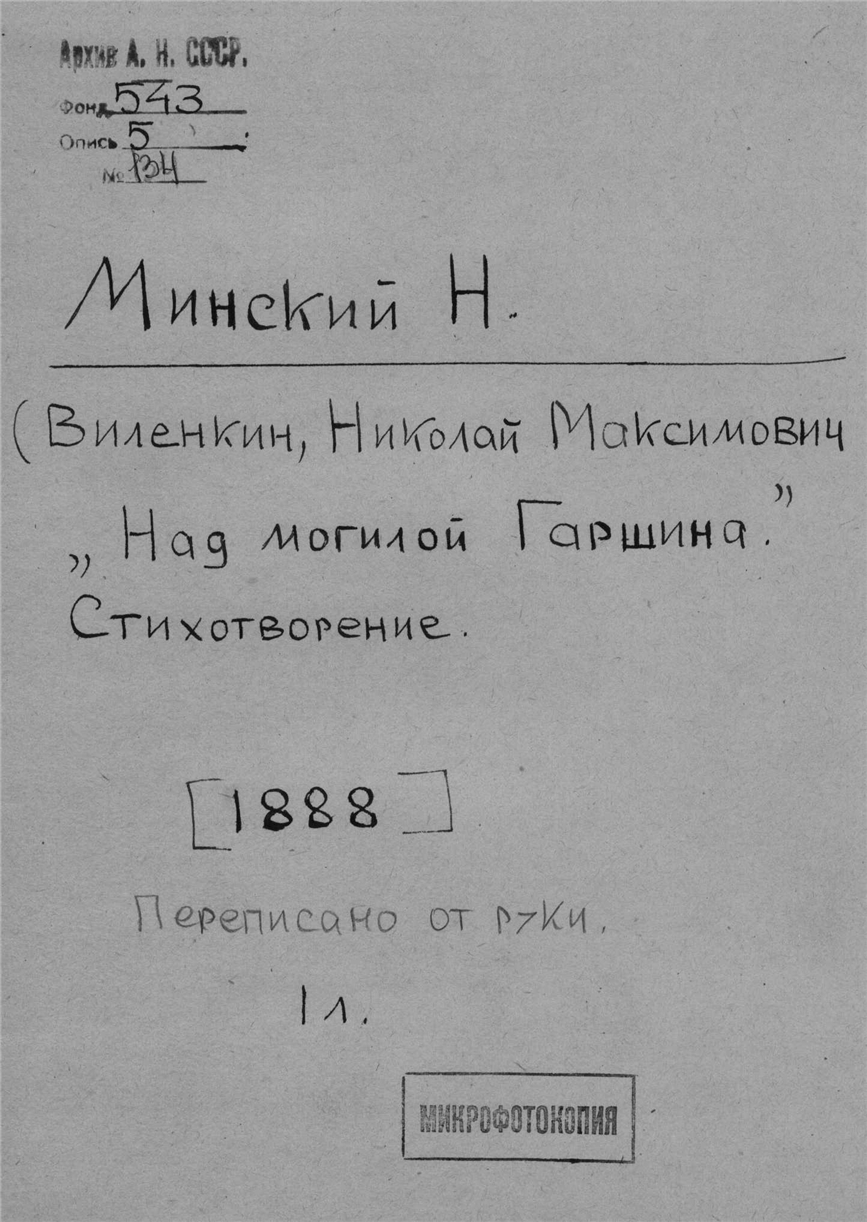 Архив А. Н. СССР.
Фонд 543
Опись 5
№ 134
Минский Н.
(Виленкин, Николай Максимович
„Над могилой Гаршина.”
Стихотворение.
[1888]
Переписано от руки.
1 л.
МИКРОФОТОКОПИЯ